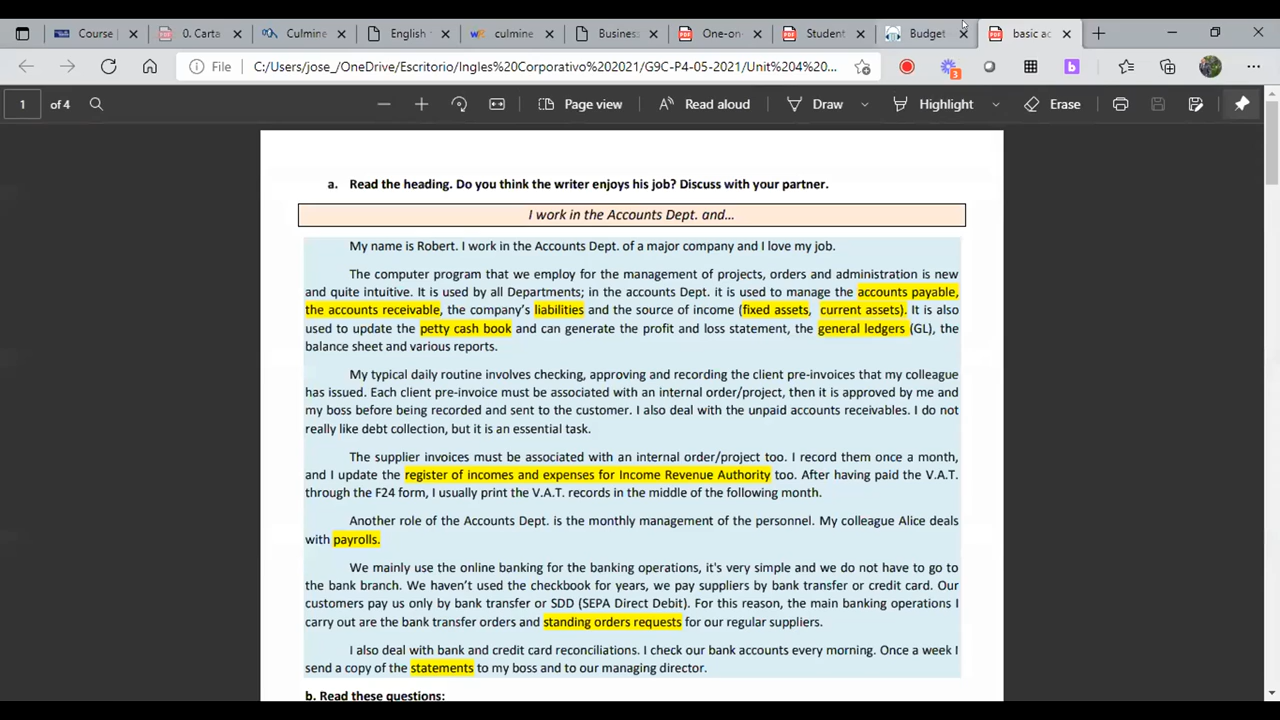 Course |
0. Carta
Culmine
English
culmine
Busines
One-on-
Student
Budget
basic ac
File
C:/Users/jose_/OneDrive/Escritorio/Ingles%20Corporativo%202021/G9C-P4-05-2021/Unit%204%20...
3
1 of 4
Page view
Read aloud
Draw
Highlight
Erase
a. Read the heading. Do you think the writer enjoys his job? Discuss with your partner.
I work in the Accounts Dept. and...
My name is Robert. I work in the Accounts Dept. of a major company and I love my job.
The computer program that we employ for the management of projects, orders and administration is new
and quite intuitive. It is used by all Departments; in the accounts Dept. it is used to manage the accounts payable,
the accounts receivable, the company's liabilities and the source of income (fixed assets, current assets). It is also
used to update the petty cash book and can generate the profit and loss statement, the general ledgers (GL), the
balance sheet and various reports.
My typical daily routine involves checking, approving and recording the client pre-invoices that my colleague
has issued. Each client pre-invoice must be associated with an internal order/project, then it is approved by me and
my boss before being recorded and sent to the customer. I also deal with the unpaid accounts receivables. I do not
really like debt collection, but it is an essential task.
The supplier invoices must be associated with an internal order/project too. I record them once a month,
and I update the register of incomes and expenses for Income Revenue Authority too. After having paid the V.A.T.
through the F24 form, I usually print the V.A.T. records in the middle of the following month.
Another role of the Accounts Dept. is the monthly management of the personnel. My colleague Alice deals
with payrolls.
We mainly use the online banking for the banking operations, it's very simple and we do not have to go to
the bank branch. We haven't used the checkbook for years, we pay suppliers by bank transfer or credit card. Our
customers pay us only by bank transfer or SDD (SEPA Direct Debit). For this reason, the main banking operations I
carry out are the bank transfer orders and standing orders requests for our regular suppliers.
I also deal with bank and credit card reconciliations. I check our bank accounts every morning. Once a week I
send a copy of the statements to my boss and to our managing director.
b. Read these questions: